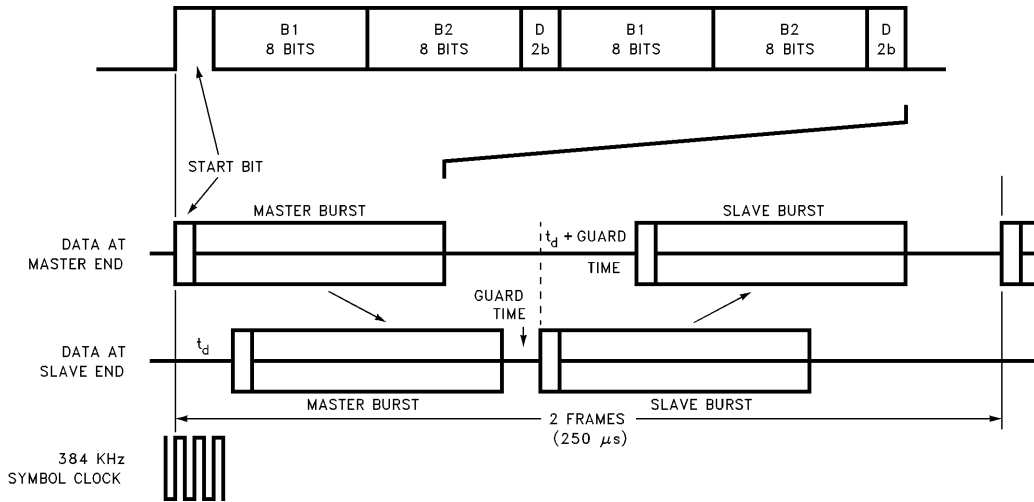 B1
8 BITS
B2
8 BITS
D
2b
B1
8 BITS
B2
8 BITS
D
2b
START BIT
MASTER BURST
SLAVE BURST
DATA AT
MASTER END
td + GUARD
TIME
GUARD
TIME
td
DATA AT
SLAVE END
MASTER BURST
SLAVE BURST
2 FRAMES
(250 µs)
384 KHz
SYMBOL CLOCK